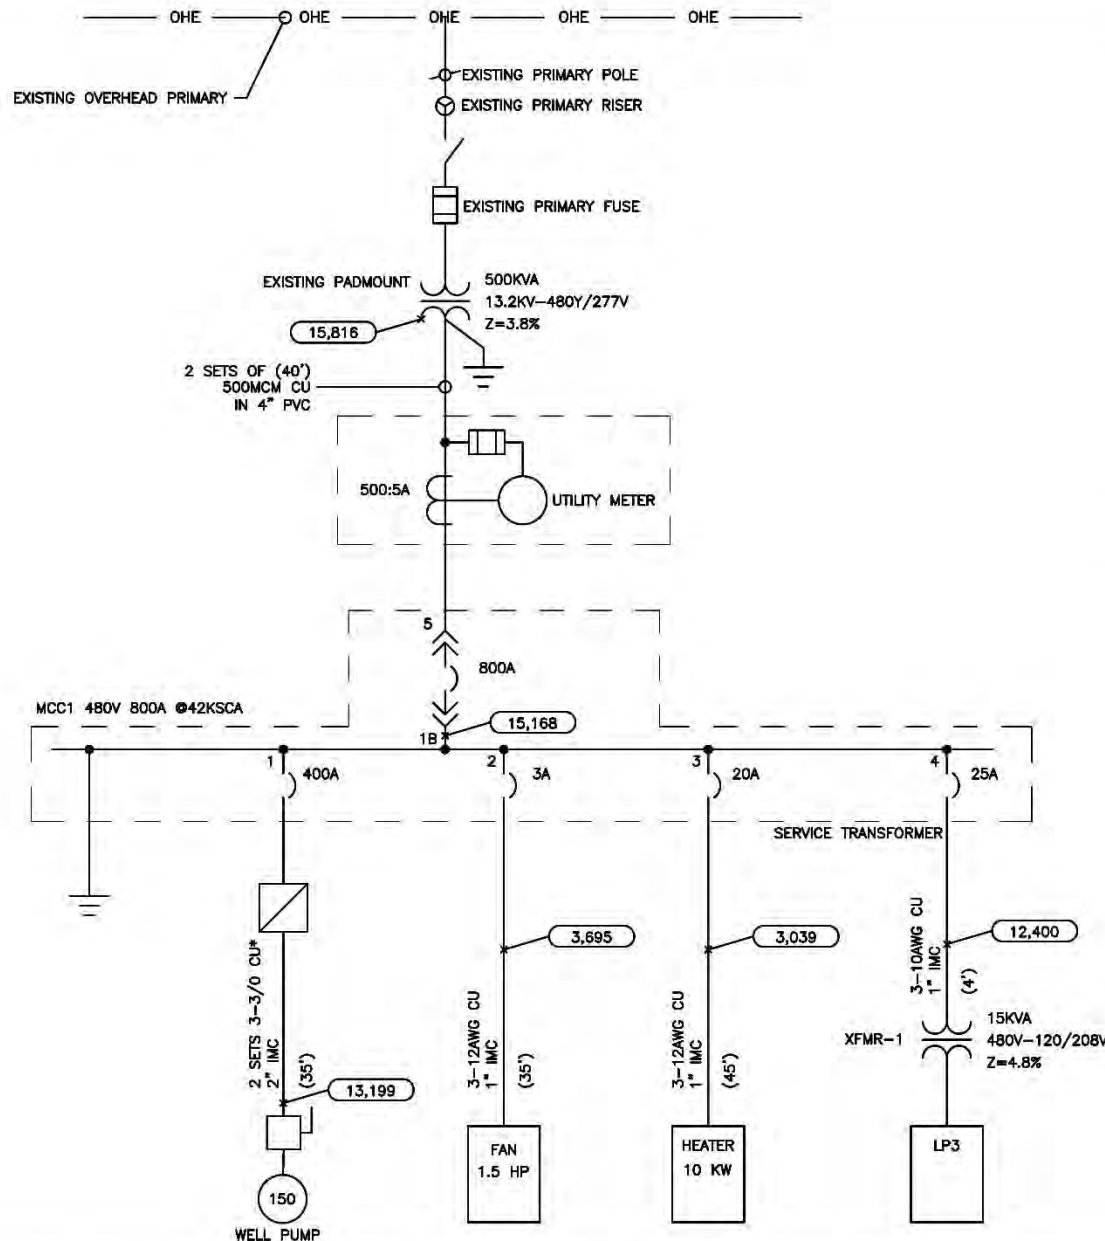 OHE
OHE
OHE
OHE
OHE
EXISTING PRIMARY POLE
EXISTING OVERHEAD PRIMARY
EXISTING PRIMARY RISER
EXISTING PRIMARY FUSE
EXISTING PADMOUNT
500KVA
13.2KV-480Y/277V
Z=3.8%
15,816
2 SETS OF (40')
500MCM CU
IN 4" PVC
500:5A
UTILITY METER
5
800A
MCC1 480V 800A @42KSCA
15,168
1B
1
400A
2
3A
3
20A
4
25A
SERVICE TRANSFORMER
2 SETS 3-3/0 CU*
2" IMC
(35')
13,199
150
WELL PUMP
3,695
3-12AWG CU
1" IMC
(35')
FAN
1.5 HP
3,039
3-12AWG CU
1" IMC
(45')
HEATER
10 KW
12,400
3-10AWG CU
1" IMC
(4')
XFMR-1
15KVA
480V-120/208V
Z=4.8%
LP3